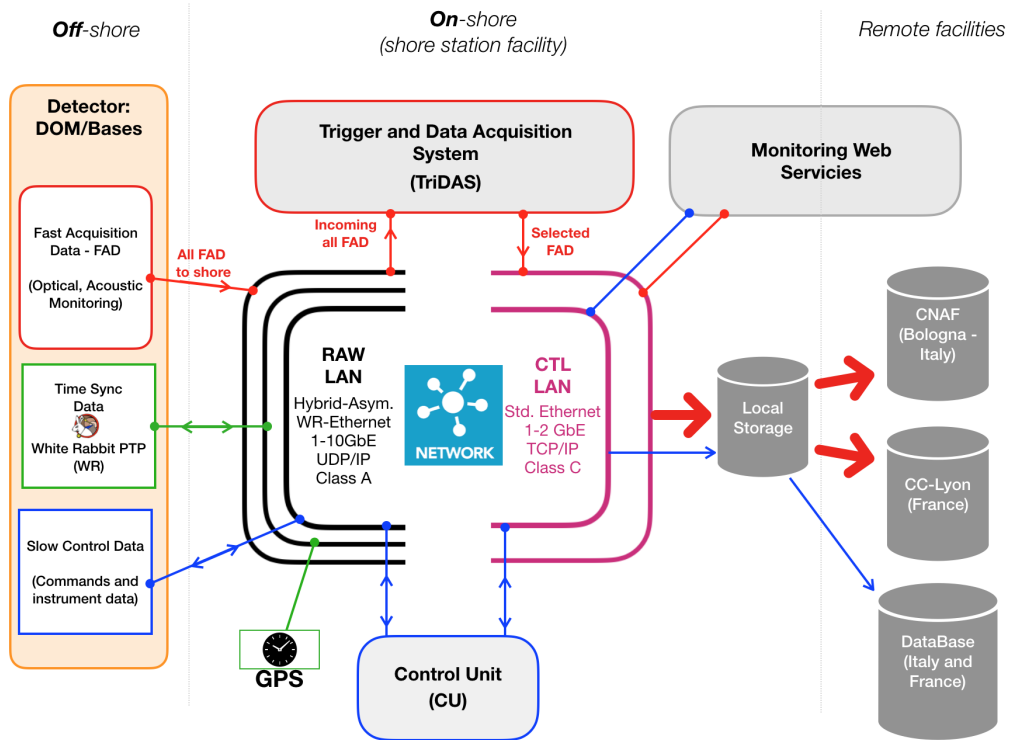 Off-shore
On-shore
(shore station facility)
Remote facilities
Detector:
DOM/Bases
Fast Acquisition
Data - FAD
(Optical, Acoustic
Monitoring)
All FAD
to shore
Time Sync
Data
White Rabbit PTP
(WR)
Slow Control Data
(Commands and
instrument data)
Trigger and Data Acquisition
System
(TriDAS)
Incoming
all FAD
Selected
FAD
Monitoring Web
Servicies
RAW
LAN
Hybrid-Asym.
WR-Ethernet
1-10GbE
UDP/IP
Class A
NETWORK
CTL
LAN
Std. Ethernet
1-2 GbE
TCP/IP
Class C
GPS
Control Unit
(CU)
Local
Storage
CNAF
(Bologna -
Italy)
CC-Lyon
(France)
DataBase
(Italy and
France)